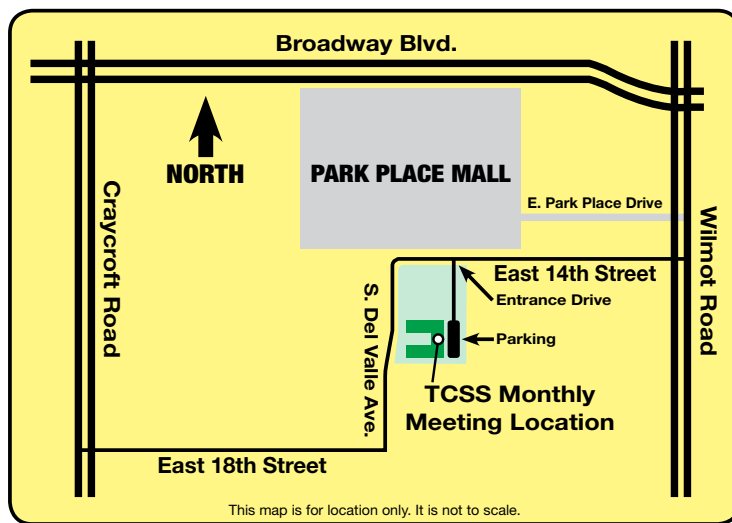 Broadway Blvd.
NORTH
PARK PLACE MALL
E. Park Place Drive
Craycroft Road
Wilmot Road
East 14th Street
Entrance Drive
S. Del Valle Ave.
Parking
TCSS Monthly
Meeting Location
East 18th Street
This map is for location only. It is not to scale.